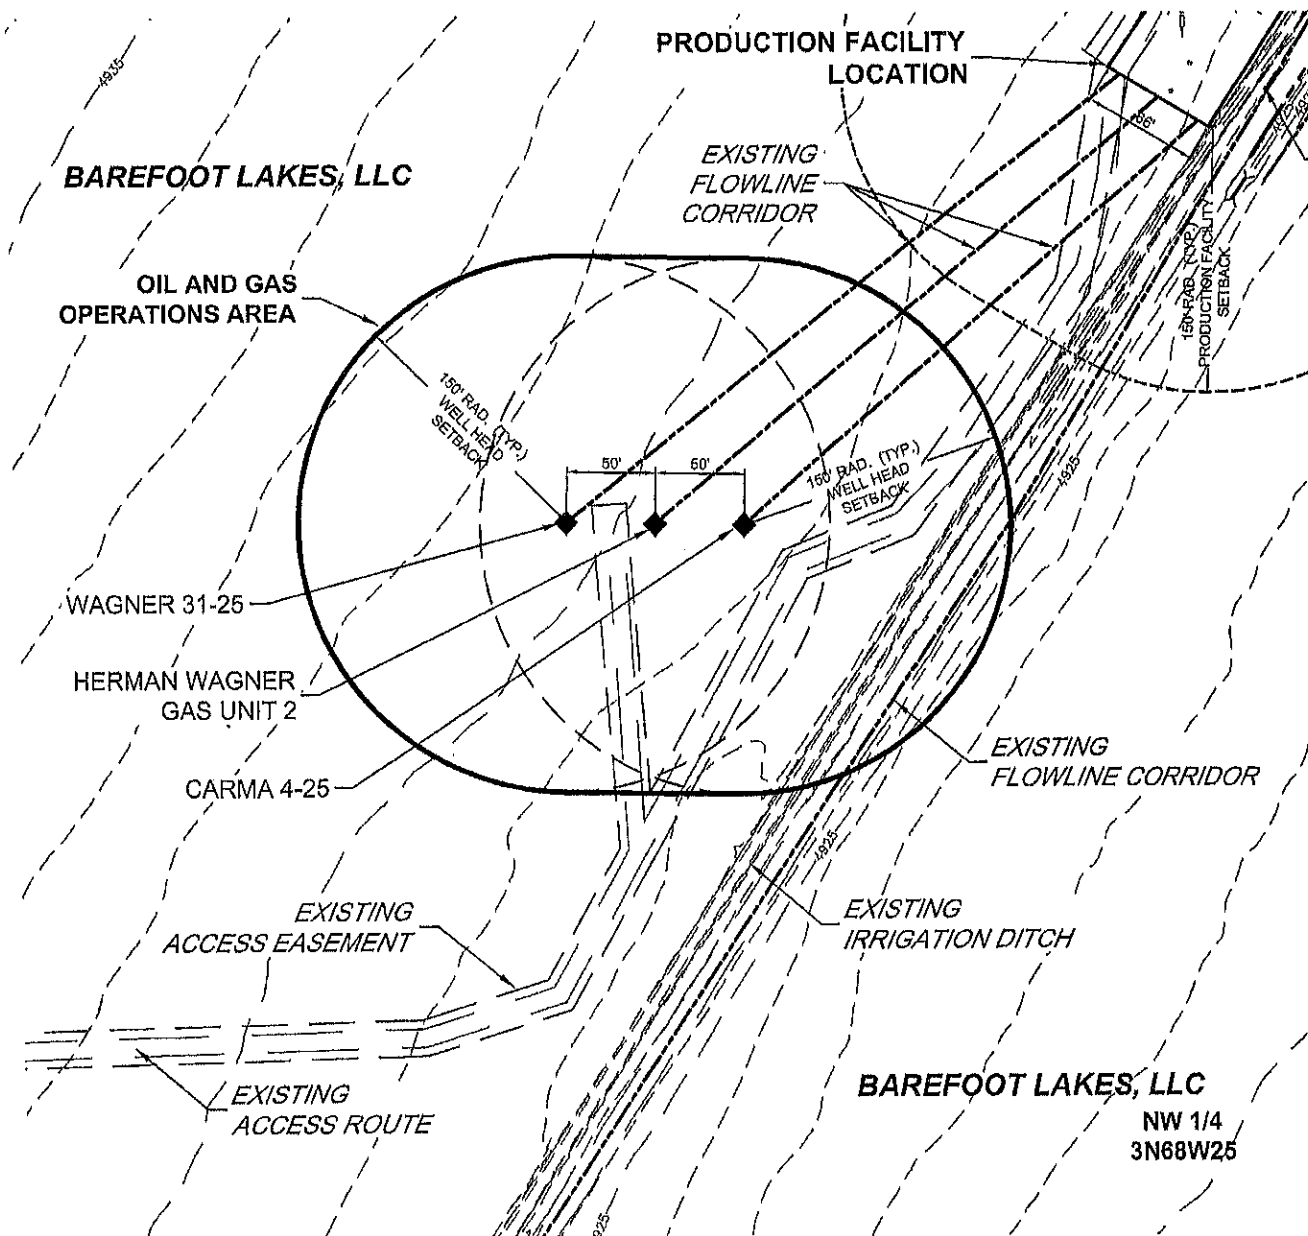 4935
PRODUCTION FACILITY
LOCATION
BAREFOOT LAKES, LLC
EXISTING
FLOWLINE
CORRIDOR
OIL AND GAS
OPERATIONS AREA
150' RAD. (TYP.)
PRODUCTION FACILITY
SETBACK
150' RAD. (TYP.)
WELL HEAD
SETBACK
50'
50'
150' RAD. (TYP.)
WELL HEAD
SETBACK
4925
WAGNER 31-25
HERMAN WAGNER
GAS UNIT 2
CARMA 4-25
EXISTING
FLOWLINE CORRIDOR
4925
EXISTING
ACCESS EASEMENT
EXISTING
IRRIGATION DITCH
EXISTING
ACCESS ROUTE
BAREFOOT LAKES, LLC
NW 1/4
3N68W25